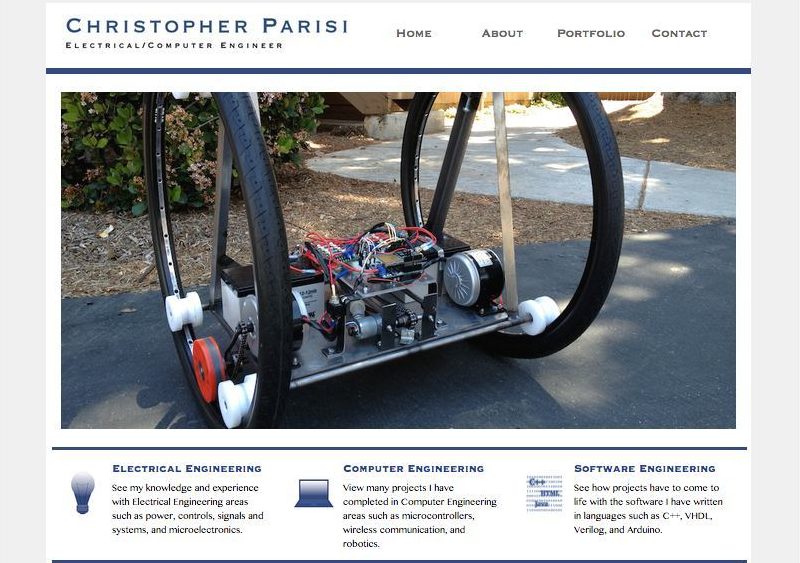 Christopher Parisi
Electrical/Computer Engineer
Home
About
Portfolio
Contact
Electrical Engineering
See my knowledge and experience
with Electrical Engineering areas
such as power, controls, signals and
systems, and microelectronics.
Computer Engineering
View many projects I have
completed in Computer Engineering
areas such as microcontrollers,
wireless communication, and
robotics.
C++
HTML
java
Software Engineering
See how projects have to come to
life with the software I have written
in languages such as C++, VHDL,
Verilog, and Arduino.